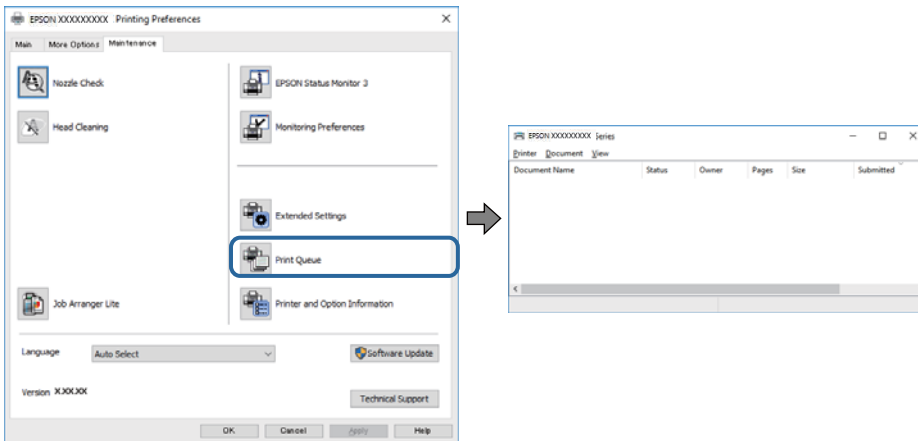 EPSON XXXXXXXXX Printing Preferences
Main More Options Maintenance
Nozzle Check
EPSON Status Monitor 3
Head Cleaning
Monitoring Preferences
Extended Settings
Print Queue
Job Arranger Lite
Printer and Option Information
Language Auto Select Software Update
Version X.XX.XX
Technical Support
OK Cancel Apply Help
EPSON XXXXXXXXX Series
Printer Document View
Document Name Status Owner Pages Size Submitted